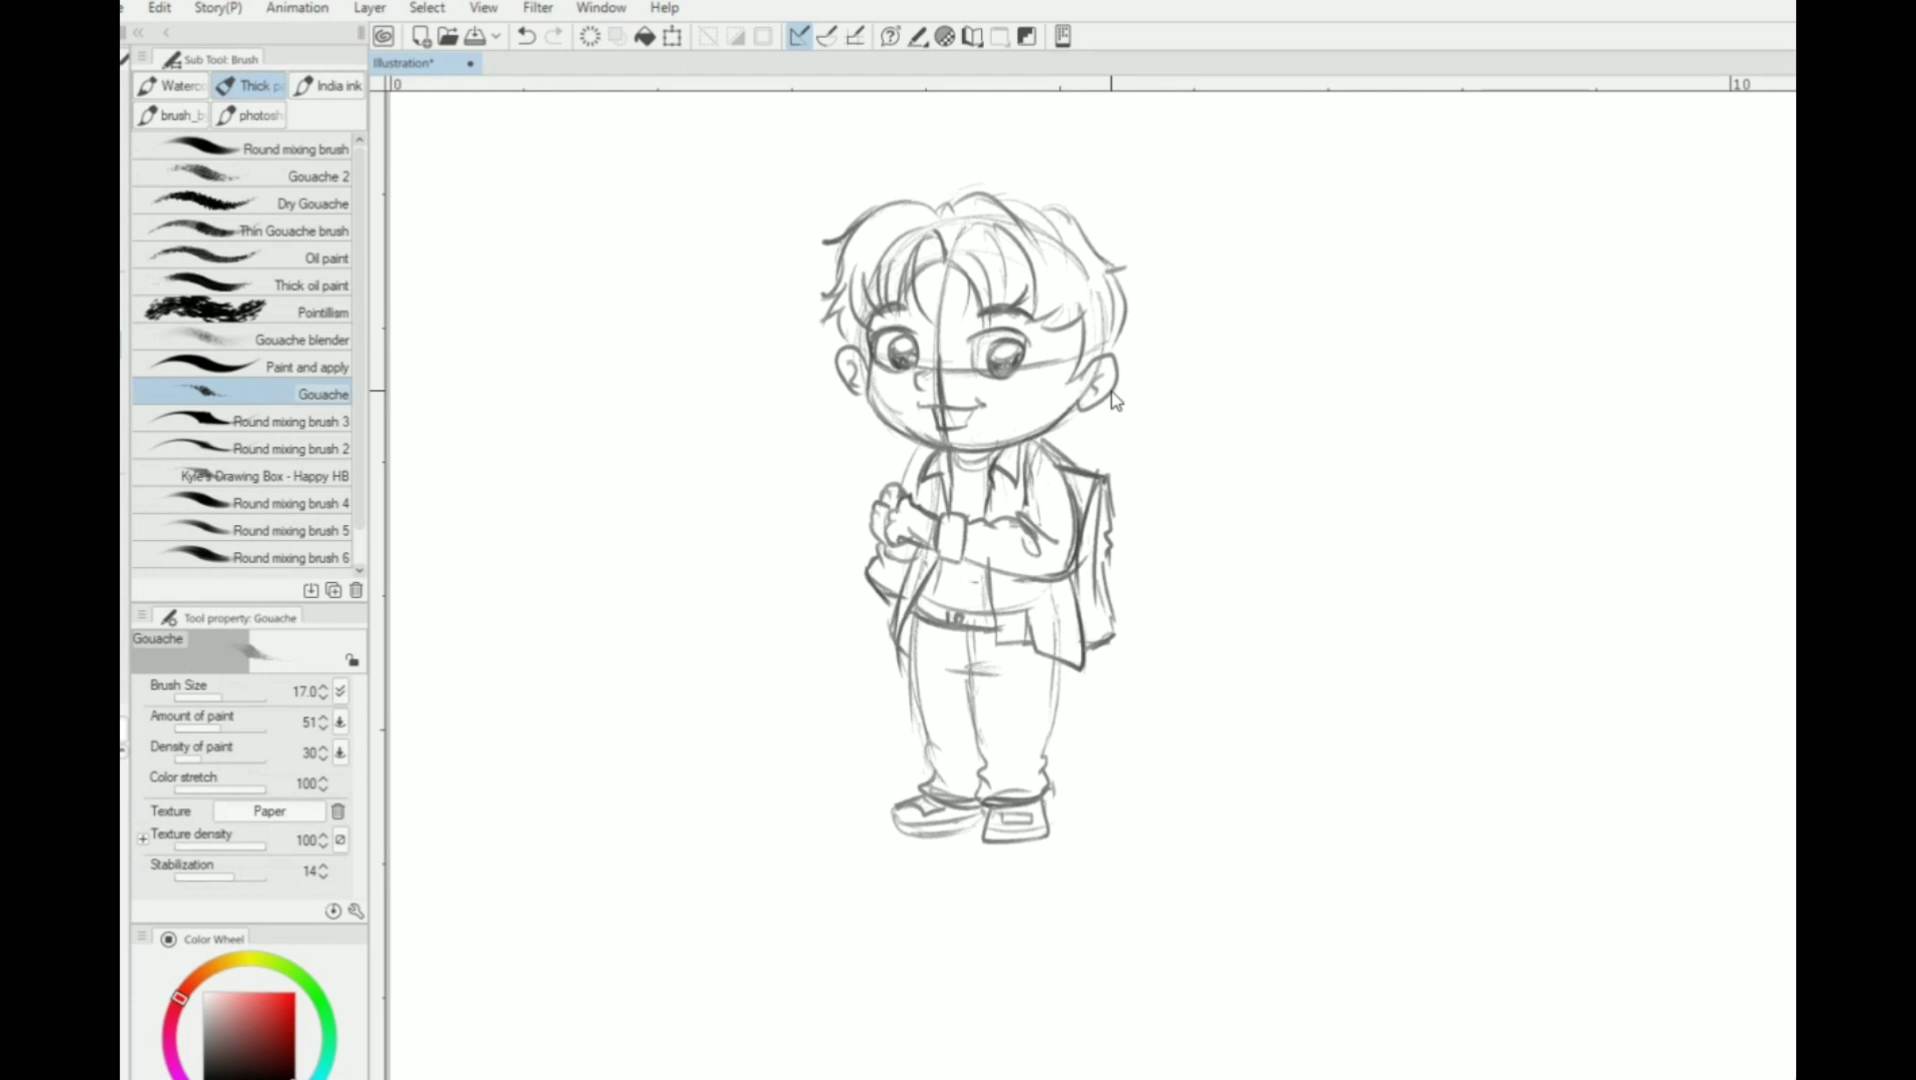 Edit Story(P) Animation Layer Select View Filter Window Help
Sub Tool: Brush
Illustration*
Waterc Thick p India ink
0 10
brush_b photosh
Round mixing brush
Gouache 2
Dry Gouache
Thin Gouache brush
Oil paint
Thick oil paint
Pointillism
Gouache blender
Paint and apply
Gouache
Round mixing brush 3
Round mixing brush 2
Kyle's Drawing Box - Happy HB
Round mixing brush 4
Round mixing brush 5
Round mixing brush 6
Tool property: Gouache
Gouache
Brush Size 17.0
Amount of paint 51
Density of paint 30
Color stretch 100
Texture Paper
Texture density 100
Stabilization 14
Color Wheel